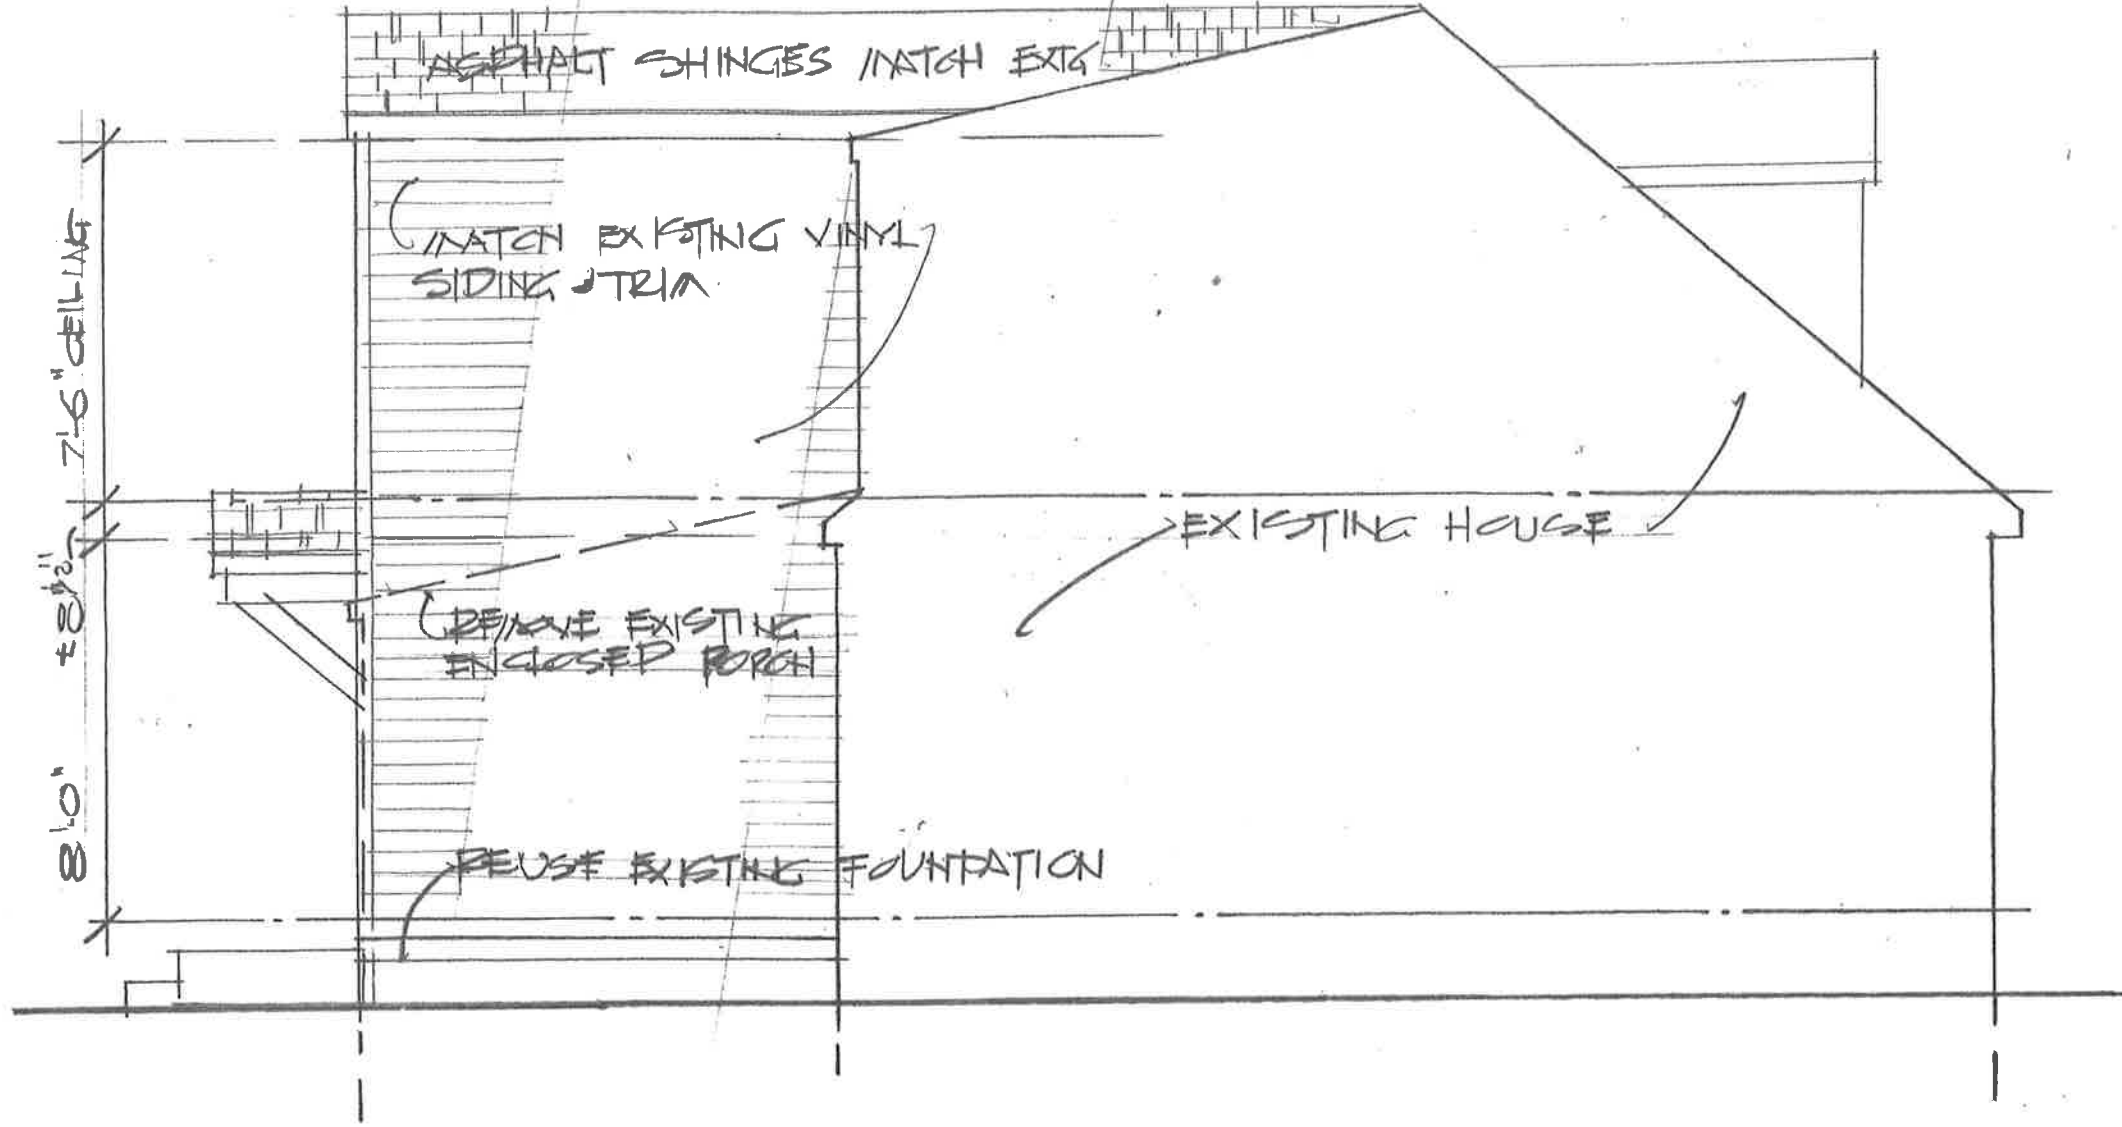 ASPHALT SHINGES MATCH EXTG
MATCH EXISTING VINYL
SIDING & TRIM
7'-6" CEILING
EXISTING HOUSE
REMOVE EXISTING
ENCLOSED PORCH
8'-0"
REUSE EXISTING FOUNDATION